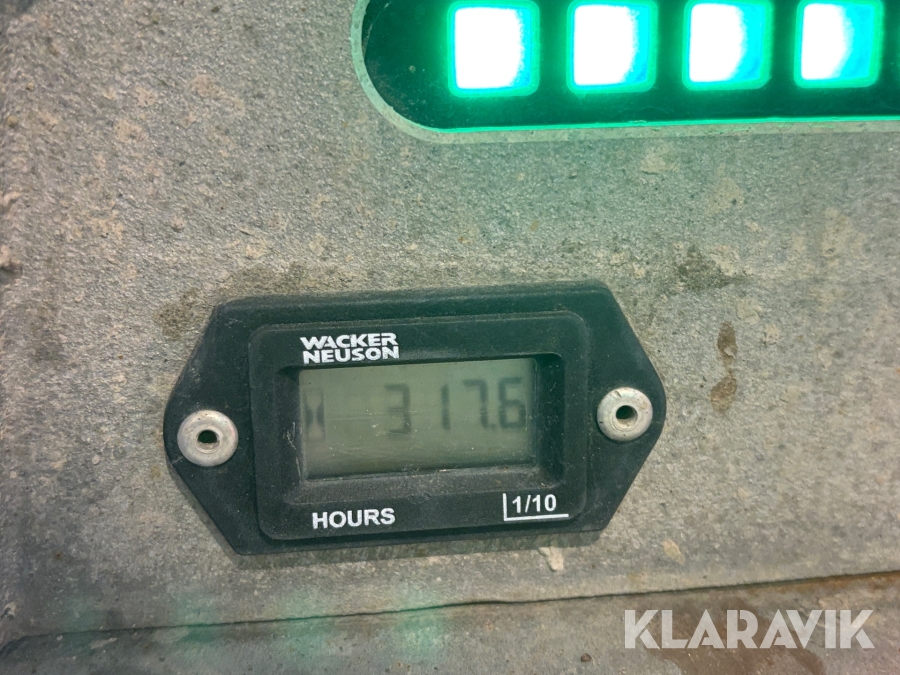 WACKER
NEUSON
317.6
HOURS
1/10
KLARAVIK